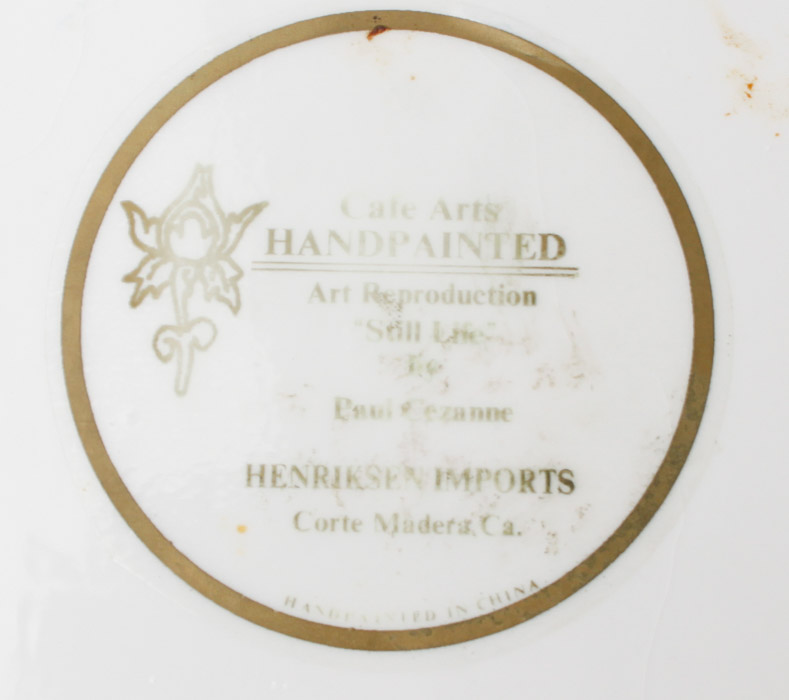 Cafe Arts
HANDPAINTED
Art Reproduction
"Still Life"
by
Paul Cezanne
HENRIKSEN IMPORTS
Corte Madera Ca.
HANDPAINTED IN CHINA